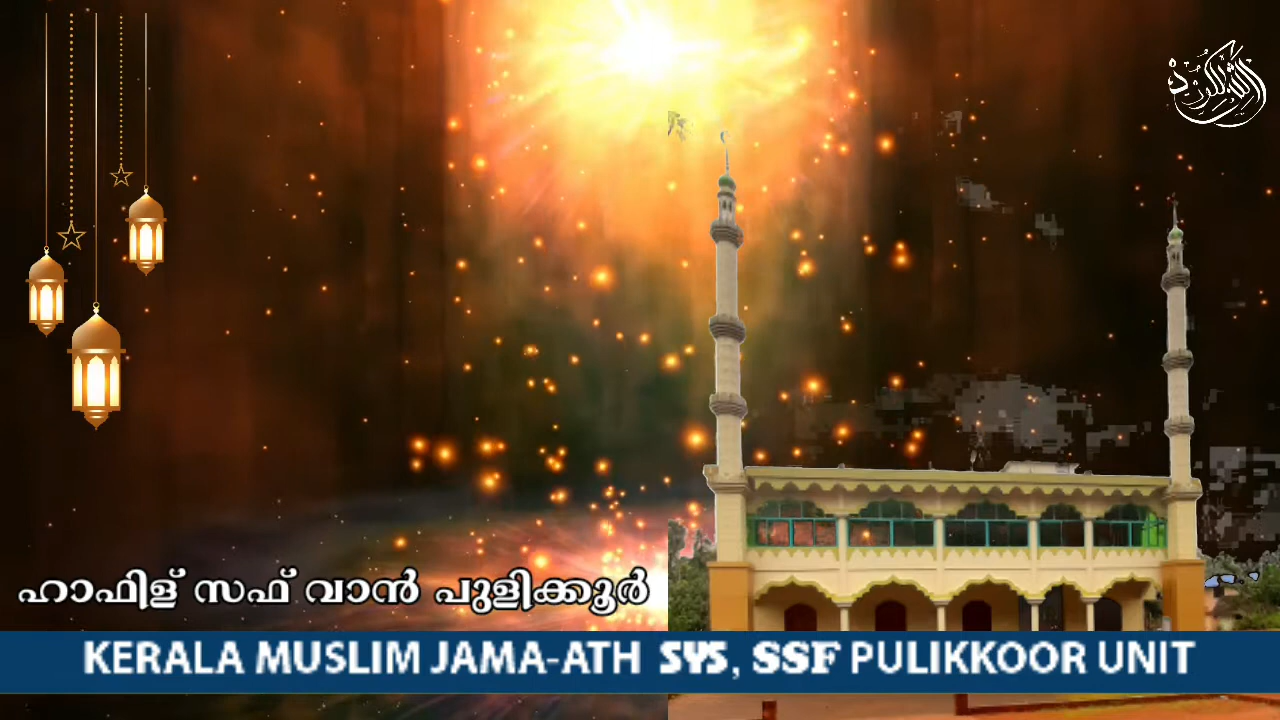 ഹാഫിള് സഫ് വാൻ പുളിക്കൂർ
KERALA MUSLIM JAMA-ATH SYS, SSF PULIKKOOR UNIT